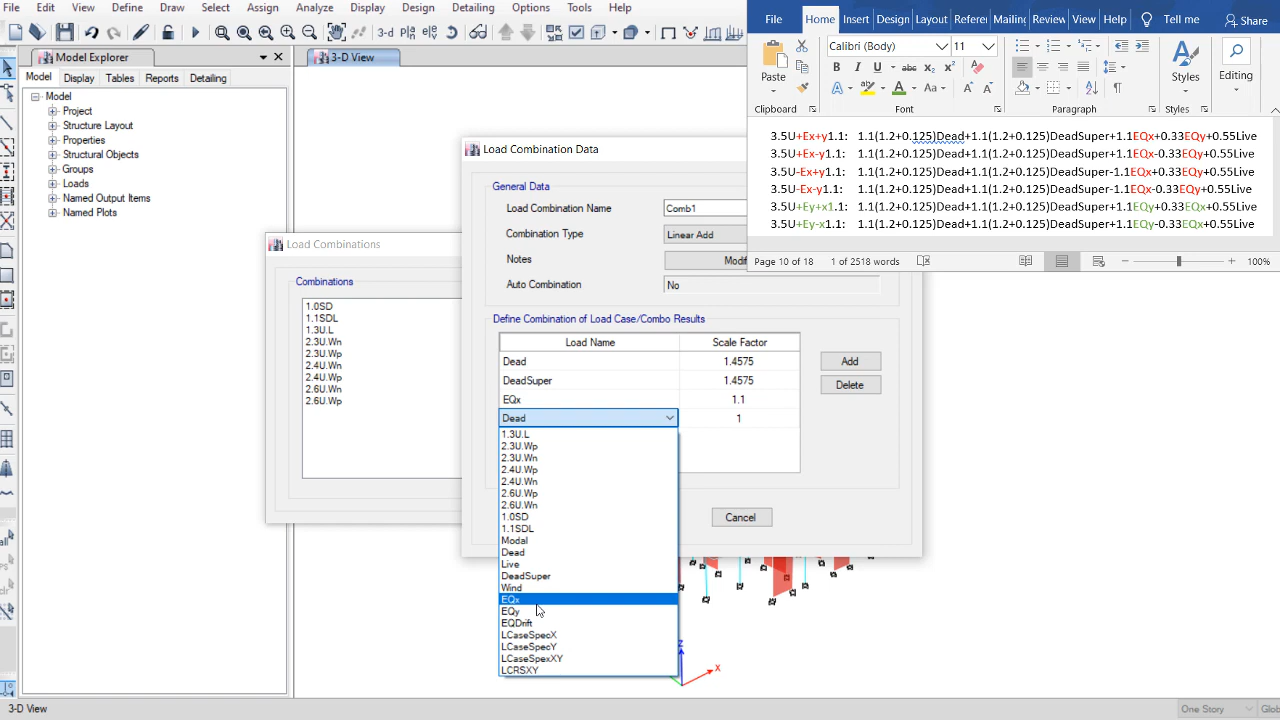 File Edit View Define Draw Select Assign Analyze Display Design Detailing Options Tools Help
3-d
Model Explorer
3-D View
Model Display Tables Reports Detailing
Model
Project
Structure Layout
Properties
Structural Objects
Groups
Loads
Named Output Items
Named Plots
Load Combinations
Combinations
1.0SD
1.1SDL
1.3U.L
2.3U.Wn
2.3U.Wp
2.4U.Wn
2.4U.Wp
2.6U.Wn
2.6U.Wp
Load Combination Data
General Data
Load Combination Name Comb1
Combination Type Linear Add
Notes
Auto Combination No
Define Combination of Load Case/Combo Results
Load Name Scale Factor
Dead 1.4575
DeadSuper 1.4575
EQx 1.1
Dead 1
Add
Delete
Cancel
1.3U.L
2.3U.Wp
2.3U.Wn
2.4U.Wp
2.4U.Wn
2.6U.Wp
2.6U.Wn
1.0SD
1.1SDL
Modal
Dead
Live
DeadSuper
Wind
EQx
EQy
EQDrift
LCaseSpecX
LCaseSpecY
LCaseSpexXY
LCRSXY
Z
X
File Home Insert Design Layout View Help Tell me Share
Calibri (Body) 11
Paste
Styles
Editing
Clipboard Font Paragraph Styles
3.5U+Ex+y1.1: 1.1(1.2+0.125)Dead+1.1(1.2+0.125)DeadSuper+1.1EQx+0.33EQy+0.55Live
3.5U+Ex-y1.1: 1.1(1.2+0.125)Dead+1.1(1.2+0.125)DeadSuper+1.1EQx-0.33EQy+0.55Live
3.5U-Ex+y1.1: 1.1(1.2+0.125)Dead+1.1(1.2+0.125)DeadSuper-1.1EQx+0.33EQy+0.55Live
3.5U-Ex-y1.1: 1.1(1.2+0.125)Dead+1.1(1.2+0.125)DeadSuper-1.1EQx-0.33EQy+0.55Live
3.5U+Ey+x1.1: 1.1(1.2+0.125)Dead+1.1(1.2+0.125)DeadSuper+1.1EQy+0.33EQx+0.55Live
3.5U+Ey-x1.1: 1.1(1.2+0.125)Dead+1.1(1.2+0.125)DeadSuper+1.1EQy-0.33EQx+0.55Live
Page 10 of 18 1 of 2518 words 100%
3-D View
One Story